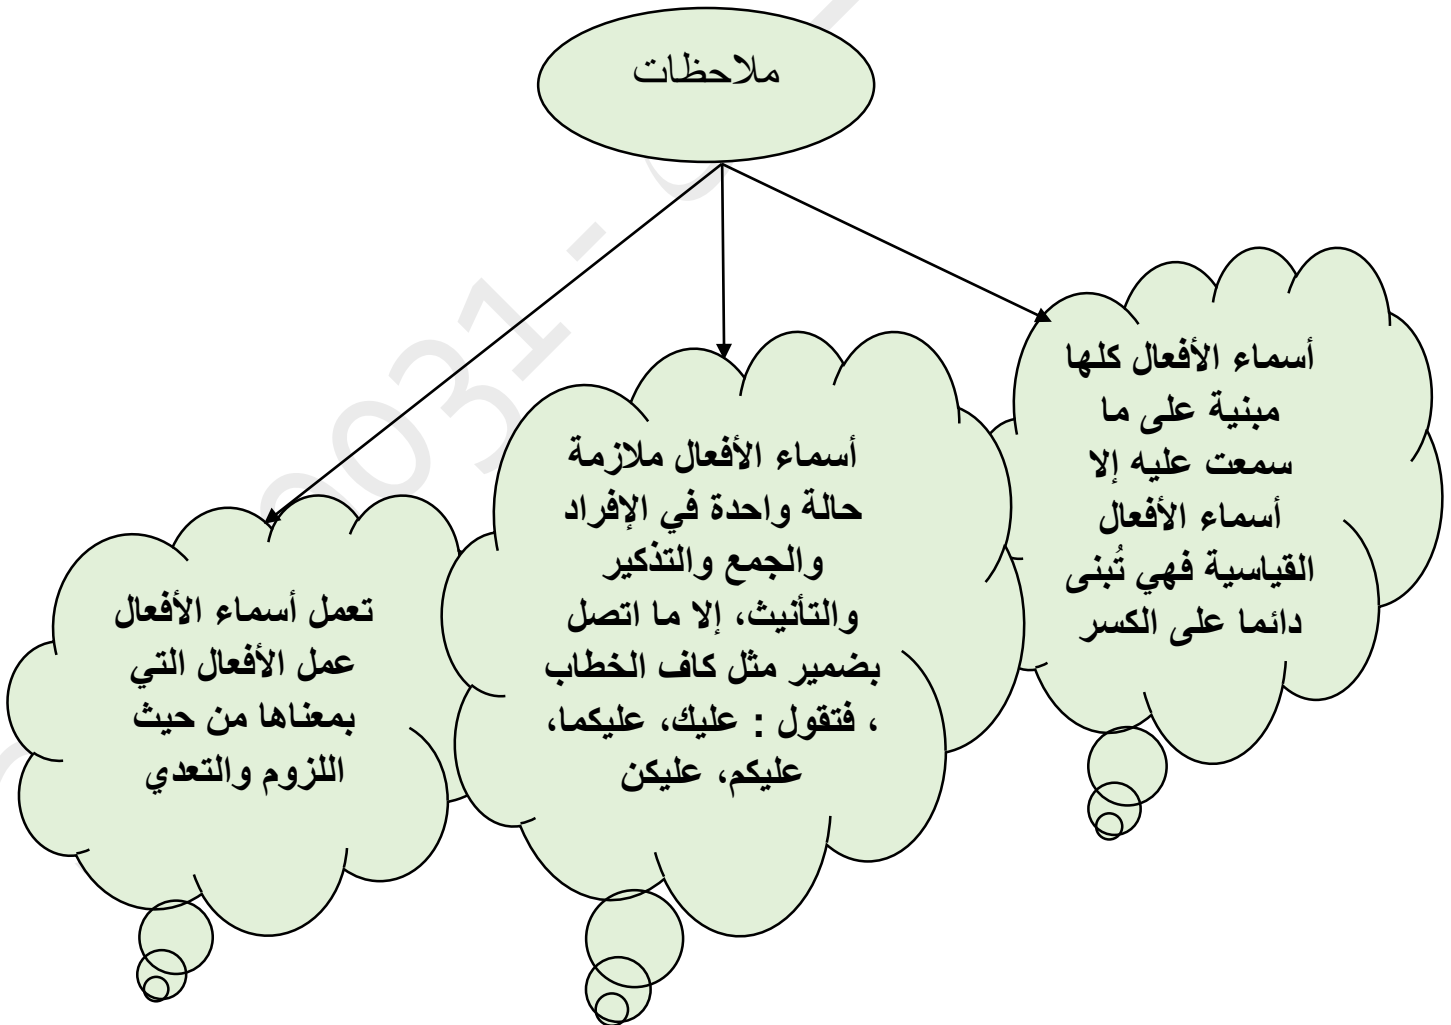 ملاحظات
أسماء الأفعال كلها
مبنية على ما
سمعت عليه إلا
أسماء الأفعال
القياسية فهي تُبنى
دائما على الكسر
أسماء الأفعال ملازمة
حالة واحدة في الإفراد
والجمع والتذكير
والتأنيث، إلا ما اتصل
بضمير مثل كاف الخطاب
، فتقول : عليك، عليكما،
عليكم، عليكن
تعمل أسماء الأفعال
عمل الأفعال التي
بمعناها من حيث
اللزوم والتعدي